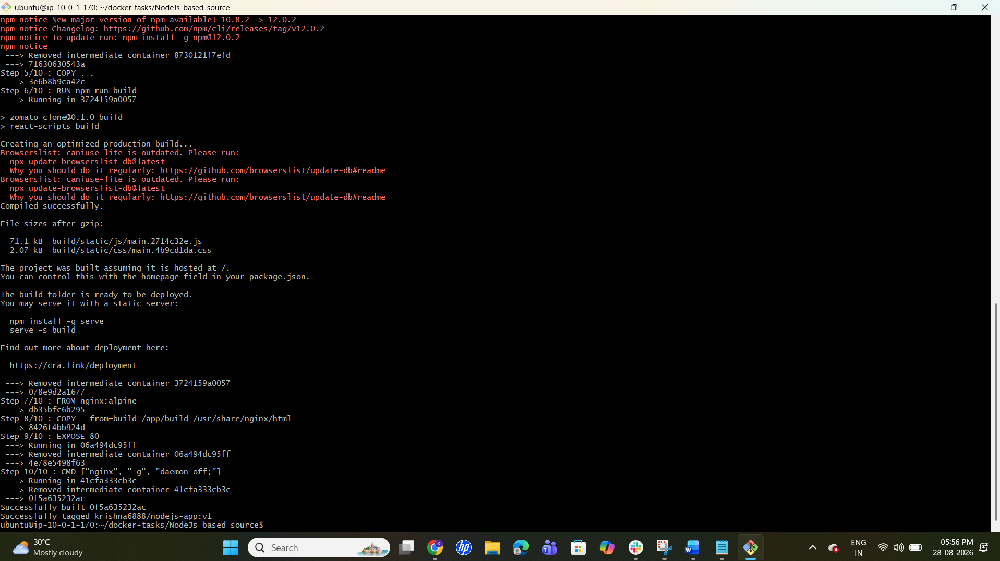 ubuntu@ip-10-0-1-170: ~/docker-tasks/NodeJs_based_source
npm notice New major version of npm available! 10.8.2 -> 12.0.2
npm notice Changelog: https://github.com/npm/cli/releases/tag/v12.0.2
npm notice To update run: npm install -g npm@12.0.2
npm notice
 ---> Removed intermediate container 8730121f7efd
 ---> 71630630543a
Step 5/10 : COPY . .
 ---> 3e6b8b9ca42c
Step 6/10 : RUN npm run build
 ---> Running in 3724159a0057
> zomato_clone@0.1.0 build
> react-scripts build
Creating an optimized production build...
Browserslist: caniuse-lite is outdated. Please run:
  npx update-browserslist-db@latest
  Why you should do it regularly: https://github.com/browserslist/update-db#readme
Browserslist: caniuse-lite is outdated. Please run:
  npx update-browserslist-db@latest
  Why you should do it regularly: https://github.com/browserslist/update-db#readme
Compiled successfully.
File sizes after gzip:
  71.1 kB  build/static/js/main.2714c32e.js
  2.07 kB  build/static/css/main.4b9cd1da.css
The project was built assuming it is hosted at /.
You can control this with the homepage field in your package.json.
The build folder is ready to be deployed.
You may serve it with a static server:
  npm install -g serve
  serve -s build
Find out more about deployment here:
  https://cra.link/deployment
 ---> Removed intermediate container 3724159a0057
 ---> 078e9d2a1677
Step 7/10 : FROM nginx:alpine
 ---> db35bfc6b295
Step 8/10 : COPY --from=build /app/build /usr/share/nginx/html
 ---> 8426f4bb924d
Step 9/10 : EXPOSE 80
 ---> Running in 06a494dc95ff
 ---> Removed intermediate container 06a494dc95ff
 ---> 4e78e5498f63
Step 10/10 : CMD ["nginx", "-g", "daemon off;"]
 ---> Running in 41cfa333cb3c
 ---> Removed intermediate container 41cfa333cb3c
 ---> 0f5a635232ac
Successfully built 0f5a635232ac
Successfully tagged krishna6888/nodejs-app:v1
ubuntu@ip-10-0-1-170:~/docker-tasks/NodeJs_based_source$
30°C
Mostly cloudy
Search
K
hp
T
W
ENG
IN
05:56 PM
28-08-2026